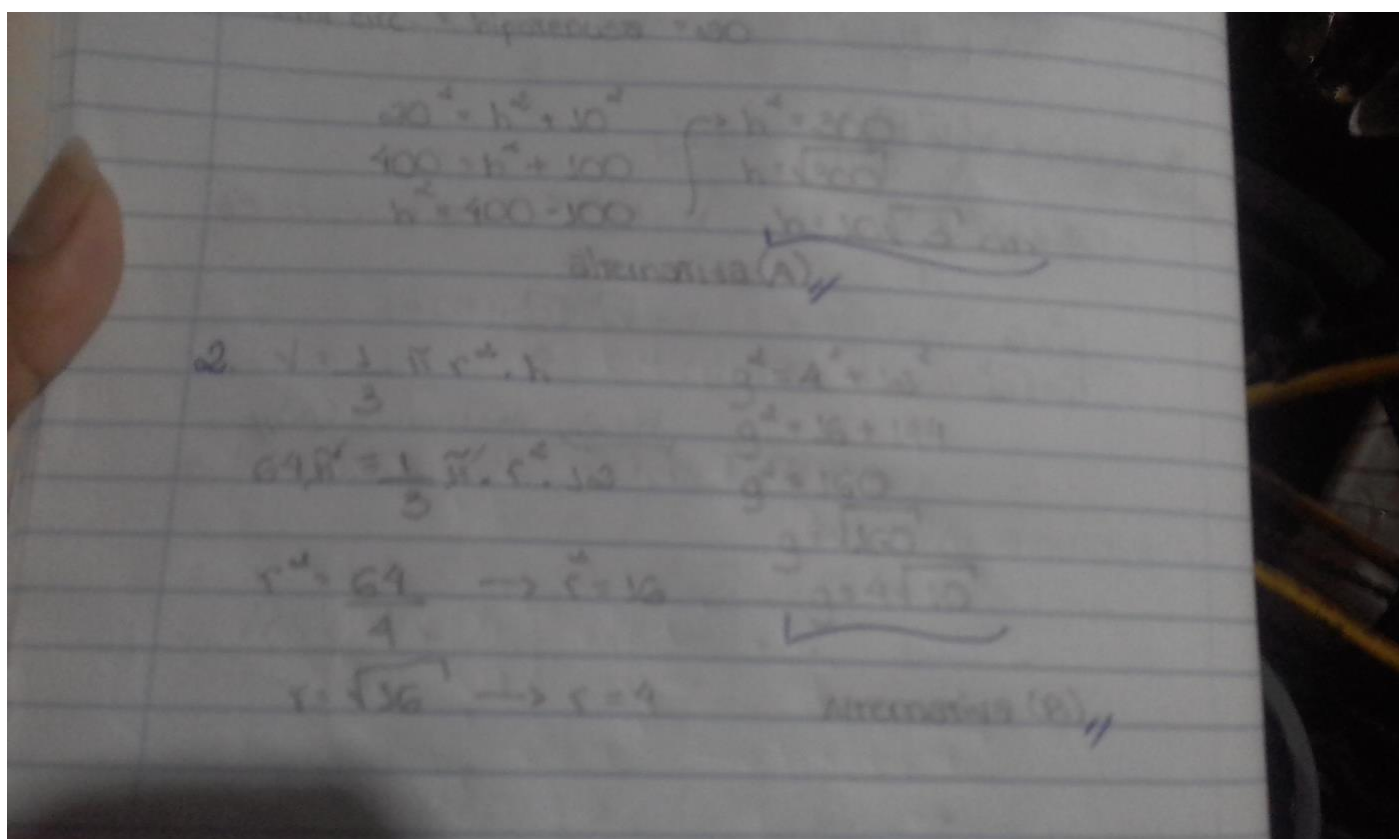 hipotenusa = 20
20² = h² + 10²
400 = h² + 100
h² = 400 - 100
→ h² = 300
h = √300
h = 10√3 cm
alternativa (A)
2. V = 1/3 π r². h
64π = 1/3 π. r². 12
r² = 64/4 → r² = 16
r = √16 → r = 4
g² = 4² + 12²
g² = 16 + 144
g² = 160
g = √160
g = 4√10
alternativa (B)